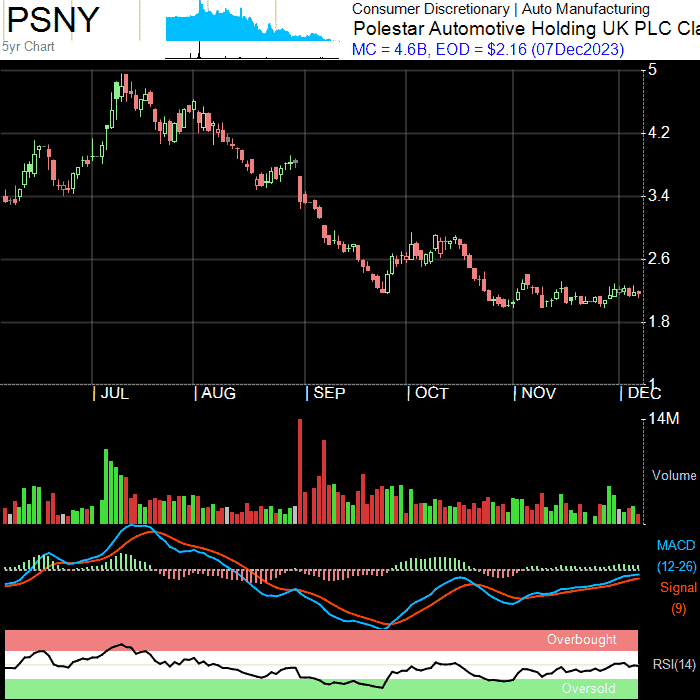 PSNY
5yr Chart
Consumer Discretionary | Auto Manufacturing
Polestar Automotive Holding UK PLC Cla
MC = 4.6B, EOD = $2.16 (07Dec2023)
5
4.2
3.4
2.6
1.8
1
| JUL | AUG | SEP | OCT | NOV | DEC
14M
Volume
MACD
(12-26)
Signal
(9)
Overbought
RSI(14)
Oversold